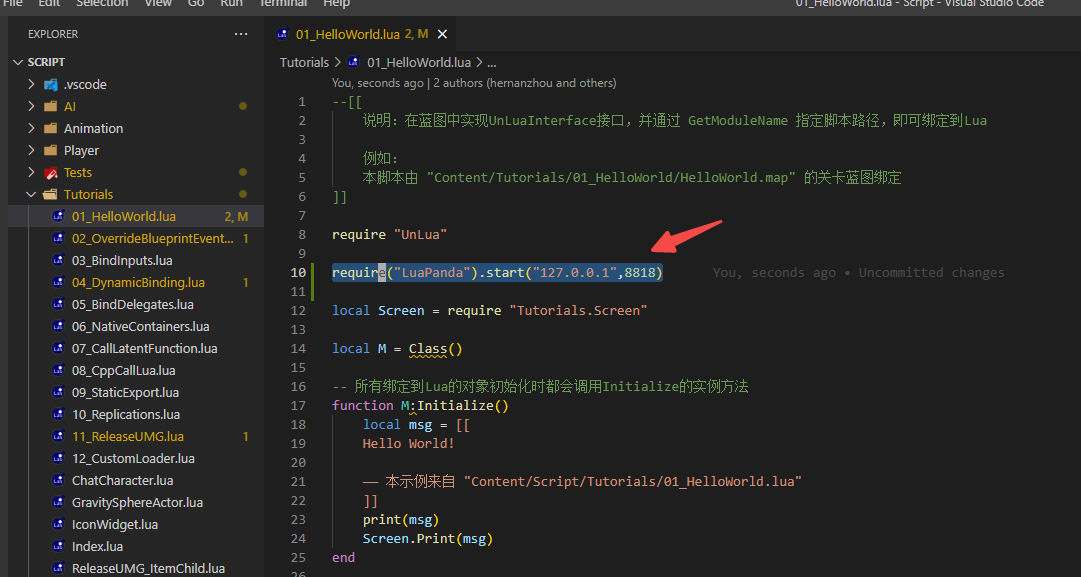 File Edit Selection View Go Run Terminal Help 01_HelloWorld.lua - Script - Visual Studio Code
EXPLORER
SCRIPT
.vscode
AI
Animation
Player
Tests
Tutorials
01_HelloWorld.lua 2, M
02_OverrideBlueprintEvent... 1
03_BindInputs.lua
04_DynamicBinding.lua 1
05_BindDelegates.lua
06_NativeContainers.lua
07_CallLatentFunction.lua
08_CppCallLua.lua
09_StaticExport.lua
10_Replications.lua
11_ReleaseUMG.lua 1
12_CustomLoader.lua
ChatCharacter.lua
GravitySphereActor.lua
IconWidget.lua
Index.lua
ReleaseUMG_ItemChild.lua
01_HelloWorld.lua 2, M
Tutorials > 01_HelloWorld.lua > ...
You, seconds ago | 2 authors (hernanzhou and others)
1 --[[
2 说明：在蓝图中实现UnLuaInterface接口，并通过 GetModuleName 指定脚本路径，即可绑定到Lua
3
4 例如：
5 本脚本由 "Content/Tutorials/01_HelloWorld/HelloWorld.map" 的关卡蓝图绑定
6 ]]
7
8 require "UnLua"
9
10 require("LuaPanda").start("127.0.0.1",8818) You, seconds ago • Uncommitted changes
11
12 local Screen = require "Tutorials.Screen"
13
14 local M = Class()
15
16 -- 所有绑定到Lua的对象初始化时都会调用Initialize的实例方法
17 function M:Initialize()
18 local msg = [[
19 Hello World!
20
21 —— 本示例来自 "Content/Script/Tutorials/01_HelloWorld.lua"
22 ]]
23 print(msg)
24 Screen.Print(msg)
25 end
26